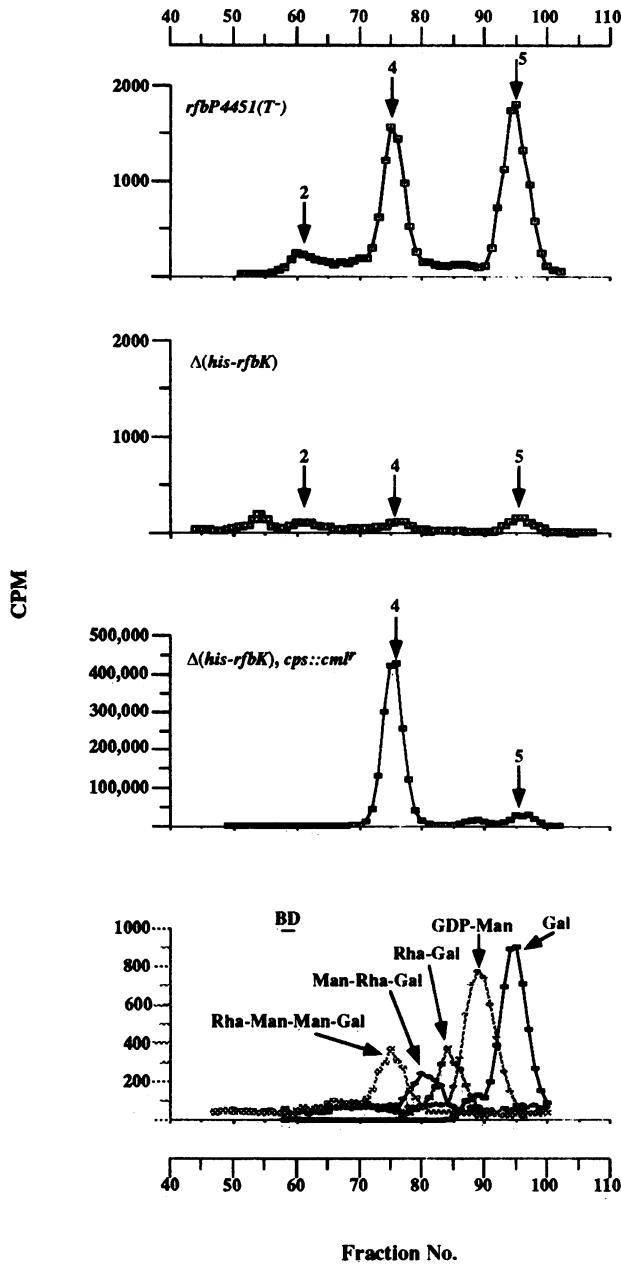 40 50 60 70 80 90 100 110
2000
1000
rfbP4451(T⁻)
2
4
5
2000
1000
Δ(his-rfbK)
2
4
5
CPM
500,000
400,000
300,000
200,000
100,000
Δ(his-rfbK), cps::cmlʳ
4
5
1000
800
600
400
200
BD
GDP-Man
Gal
Rha-Gal
Man-Rha-Gal
Rha-Man-Man-Gal
40 50 60 70 80 90 100 110
Fraction No.